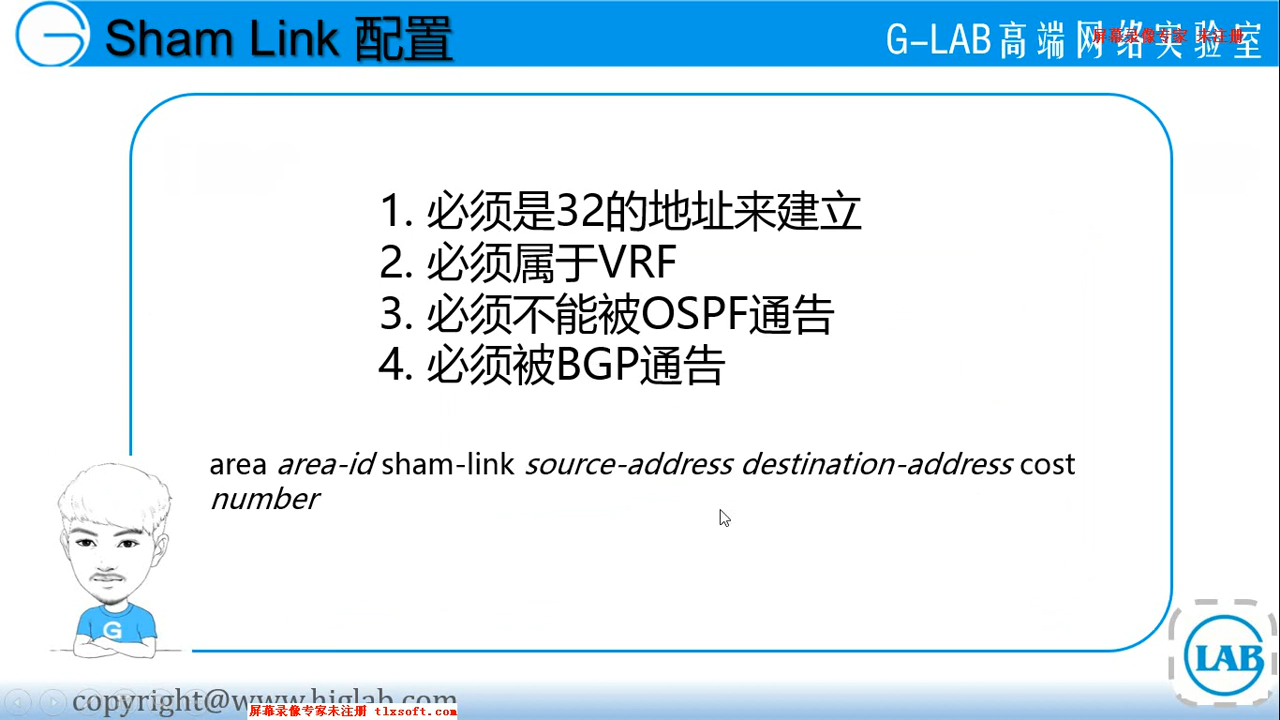 Sham Link 配置
G-LAB高端网络实验室
屏幕录像专家 未注册
1. 必须是32的地址来建立
2. 必须属于VRF
3. 必须不能被OSPF通告
4. 必须被BGP通告
area area-id sham-link source-address destination-address cost
number
G
LAB
copyright@www.higlab.com
屏幕录像专家未注册 tlxsoft.com